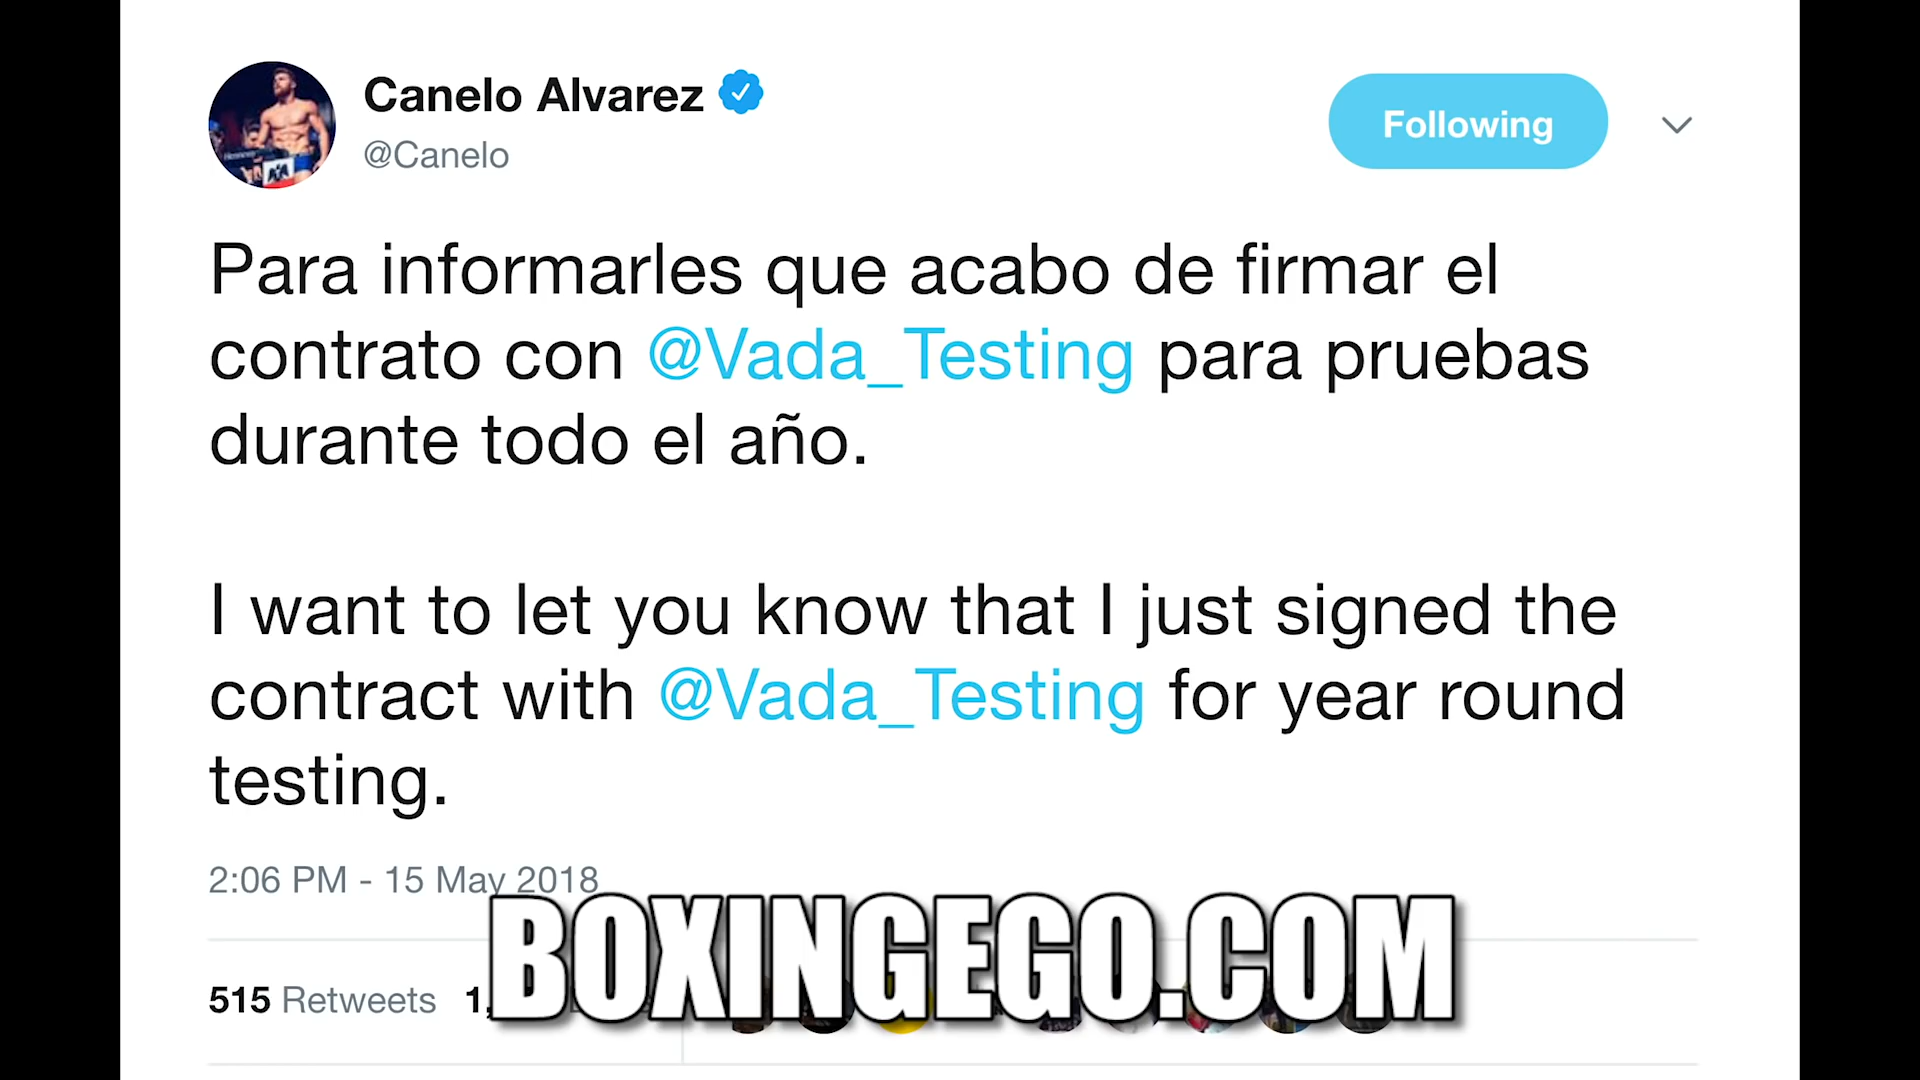 Canelo Alvarez
@Canelo
Following
Para informarles que acabo de firmar el
contrato con @Vada_Testing para pruebas
durante todo el año.
I want to let you know that I just signed the
contract with @Vada_Testing for year round
testing.
2:06 PM - 15 May 2018
515 Retweets
BOXINGEGO.COM